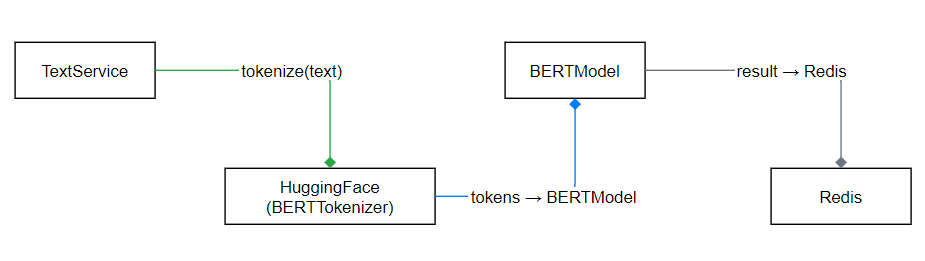 TextService
tokenize(text)
BERTModel
result → Redis
HuggingFace
(BERTTokenizer)
tokens → BERTModel
Redis